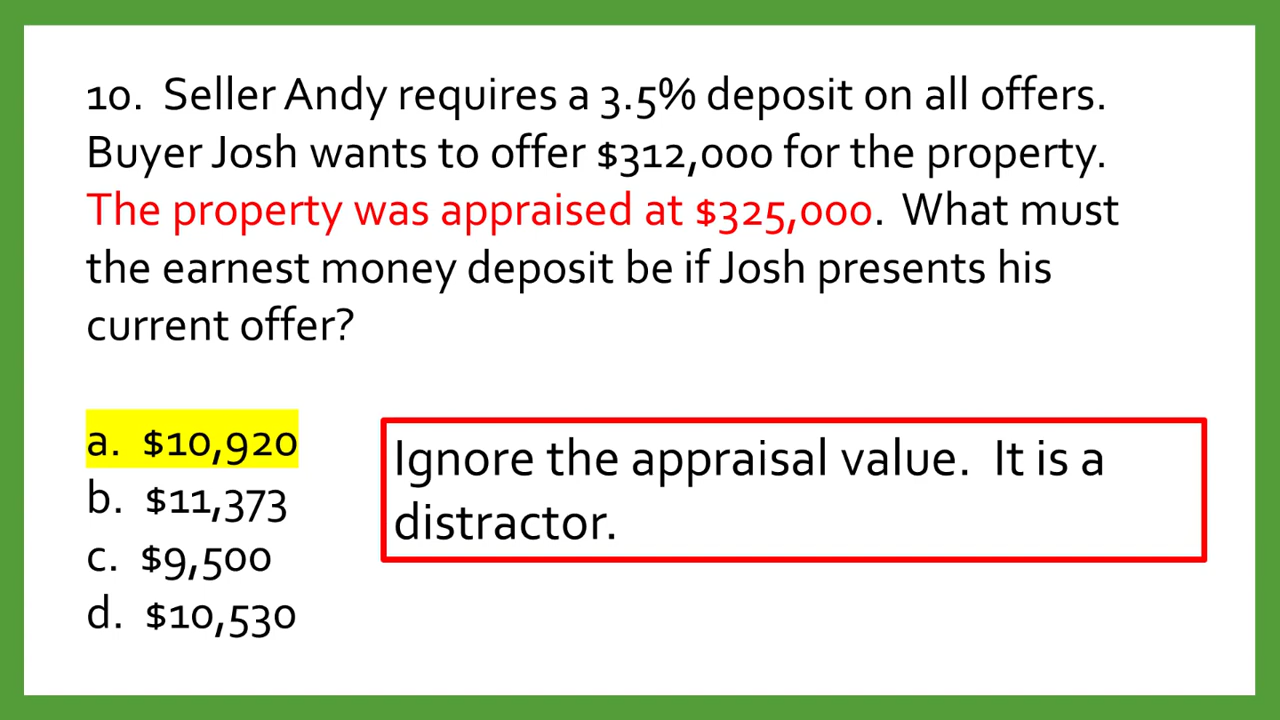 10. Seller Andy requires a 3.5% deposit on all offers.
Buyer Josh wants to offer $312,000 for the property.
The property was appraised at $325,000. What must
the earnest money deposit be if Josh presents his
current offer?
a. $10,920
b. $11,373
c. $9,500
d. $10,530
Ignore the appraisal value. It is a
distractor.